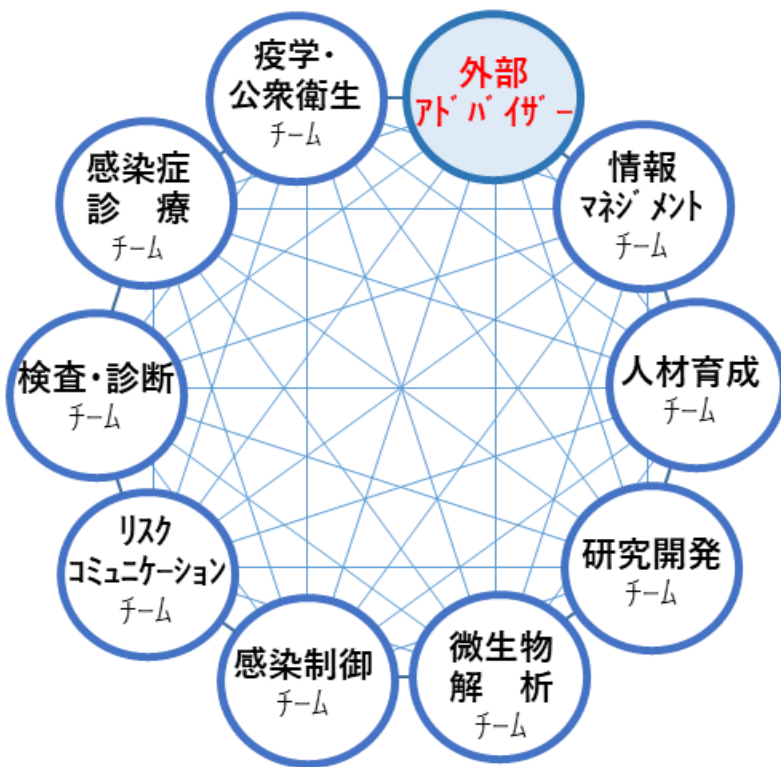 疫学・
公衆衛生
チーム
外部
アドバイザー
情報
マネジメント
チーム
人材育成
チーム
研究開発
チーム
微生物
解　析
チーム
感染制御
チーム
リスク
コミュニケーション
チーム
検査・診断
チーム
感染症
診　療
チーム